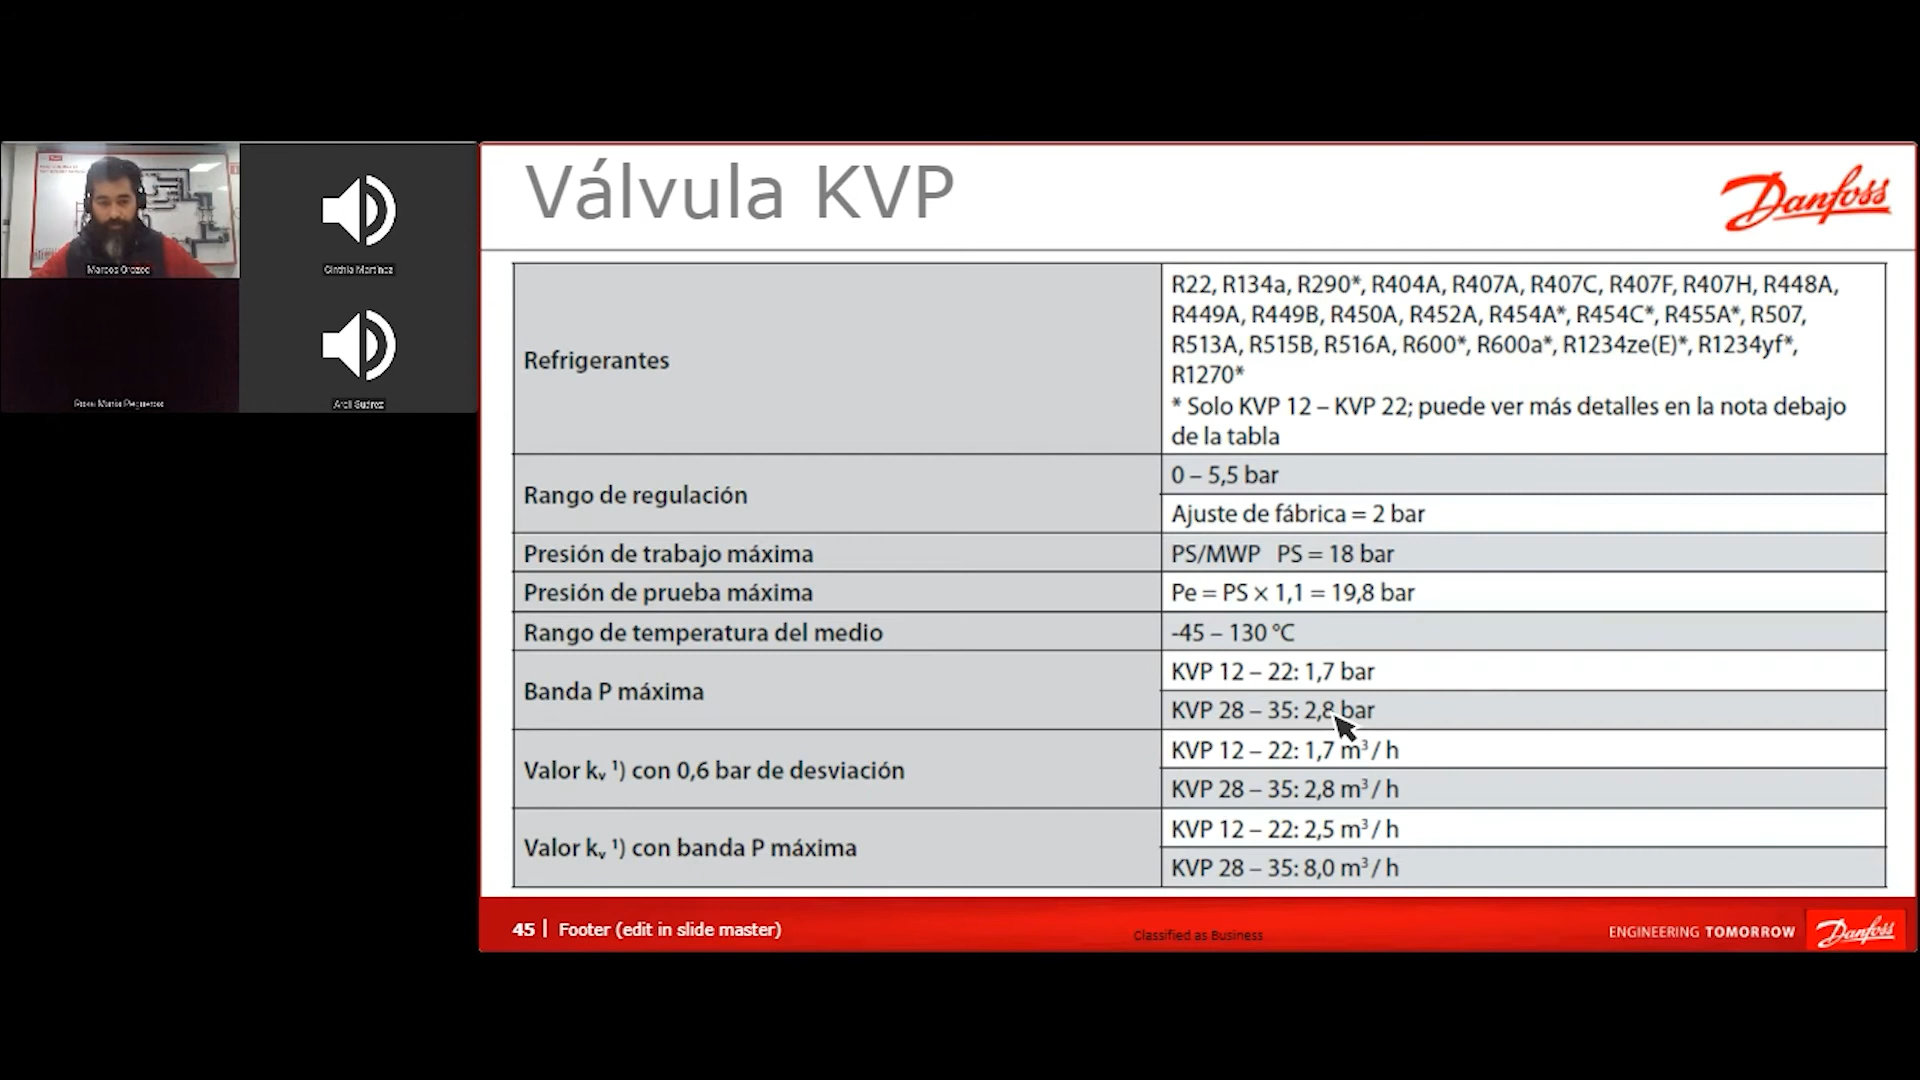 Válvula KVP
Danfoss
Marcos Orozco
Cinthia Martinez
Rosa Maria Regueros
Areli Suárez
Refrigerantes
R22, R134a, R290*, R404A, R407A, R407C, R407F, R407H, R448A,
R449A, R449B, R450A, R452A, R454A*, R454C*, R455A*, R507,
R513A, R515B, R516A, R600*, R600a*, R1234ze(E)*, R1234yf*,
R1270*
* Solo KVP 12 – KVP 22; puede ver más detalles en la nota debajo
de la tabla
Rango de regulación
0 – 5,5 bar
Ajuste de fábrica = 2 bar
Presión de trabajo máxima
PS/MWP PS = 18 bar
Presión de prueba máxima
Pe = PS × 1,1 = 19,8 bar
Rango de temperatura del medio
-45 – 130 °C
Banda P máxima
KVP 12 – 22: 1,7 bar
KVP 28 – 35: 2,8 bar
Valor kᵥ ¹) con 0,6 bar de desviación
KVP 12 – 22: 1,7 m³ / h
KVP 28 – 35: 2,8 m³ / h
Valor kᵥ ¹) con banda P máxima
KVP 12 – 22: 2,5 m³ / h
KVP 28 – 35: 8,0 m³ / h
45 | Footer (edit in slide master)
Classified as Business
ENGINEERING TOMORROW
Danfoss